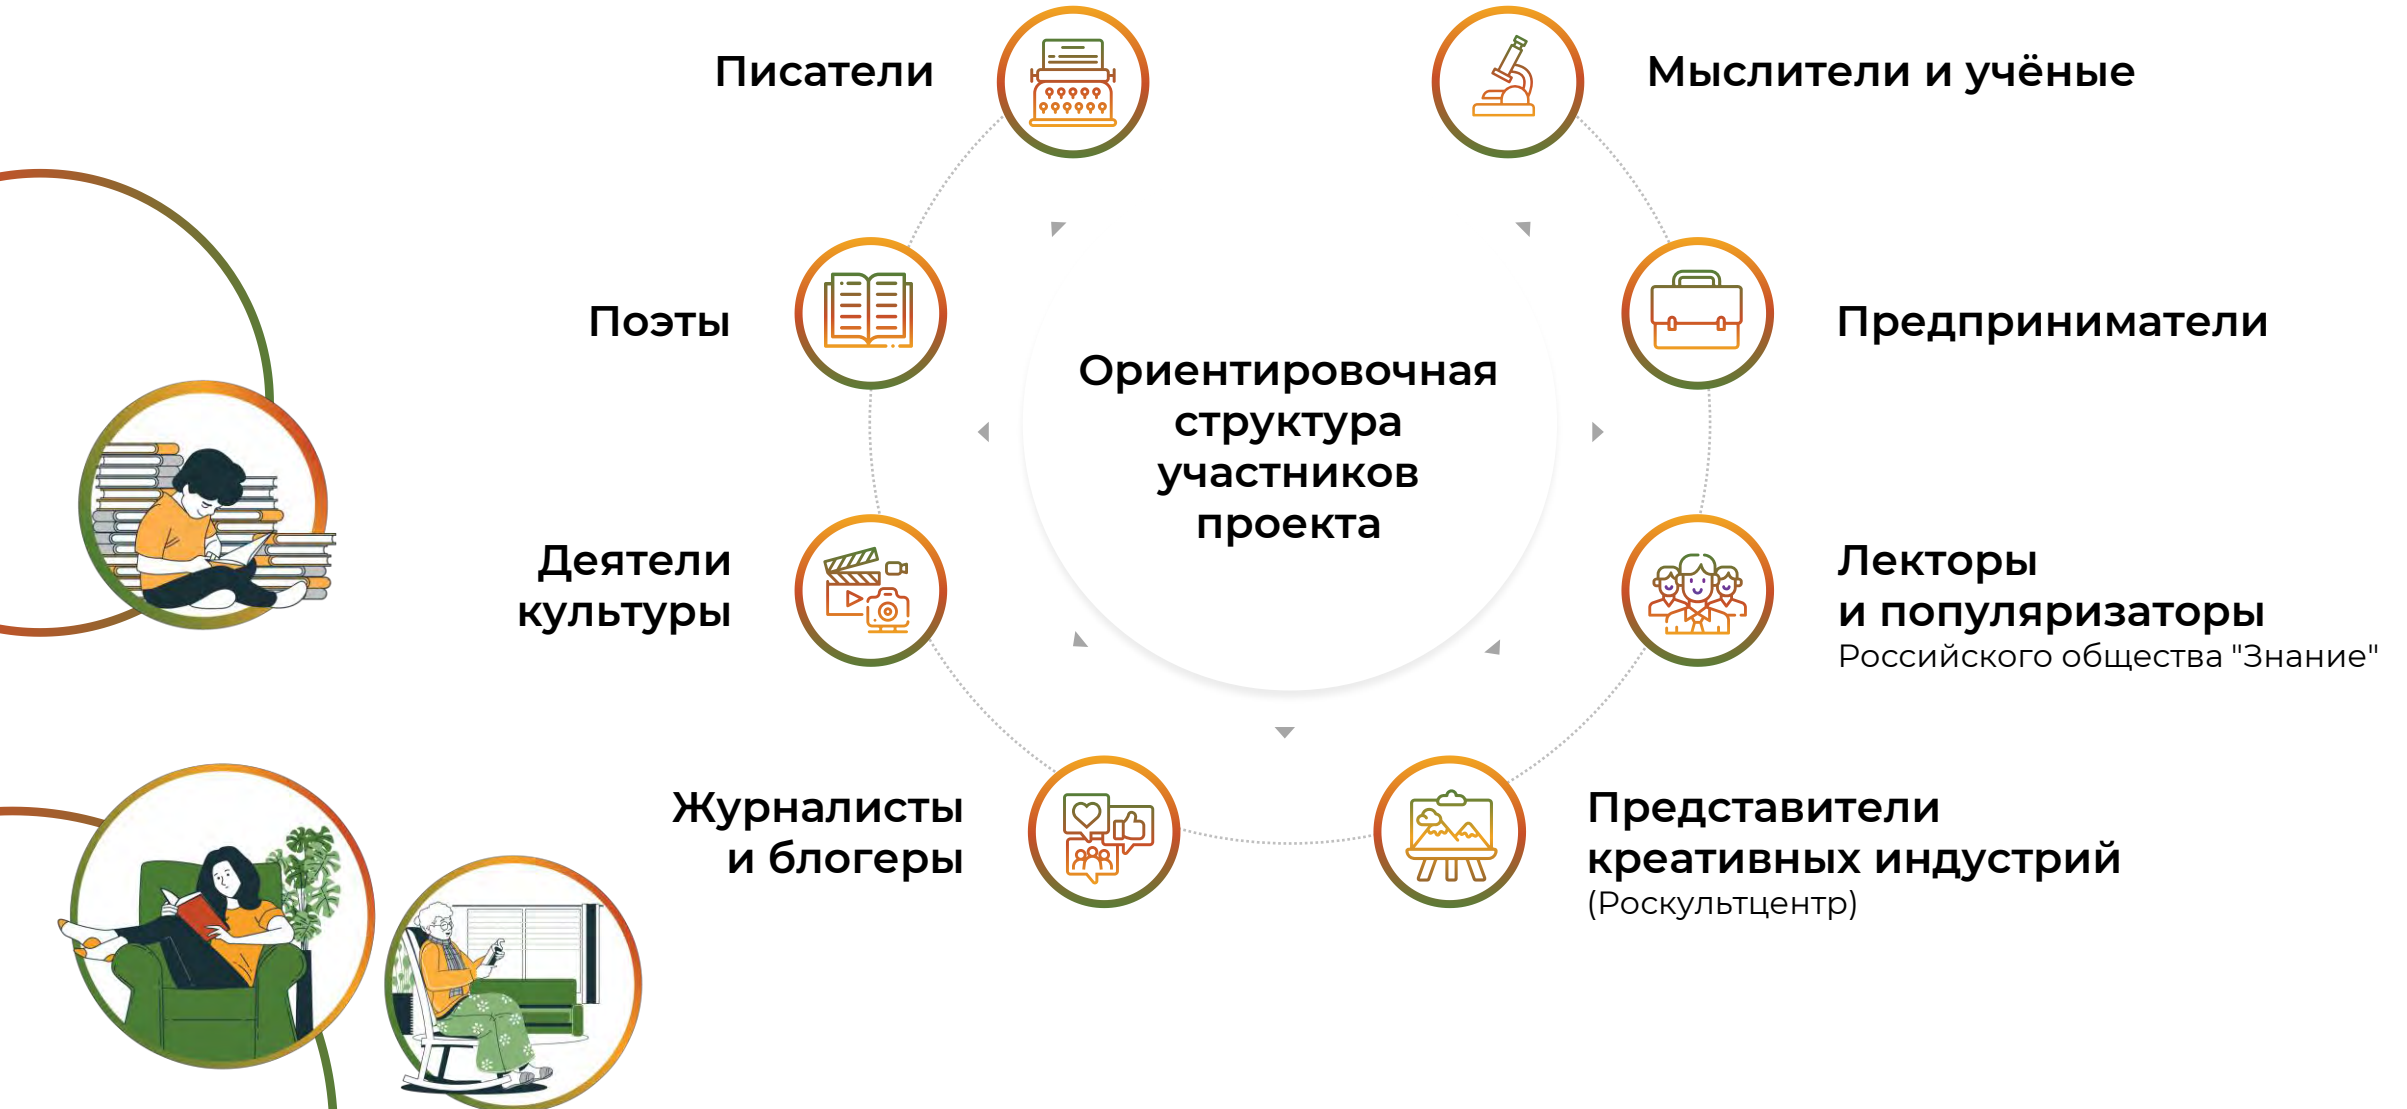 Писатели
Мыслители и учёные
Поэты
Предприниматели
Ориентировочная
структура
участников
проекта
Деятели
культуры
Лекторы
и популяризаторы
Российского общества "Знание"
Журналисты
и блогеры
Представители
креативных индустрий
(Роскультцентр)